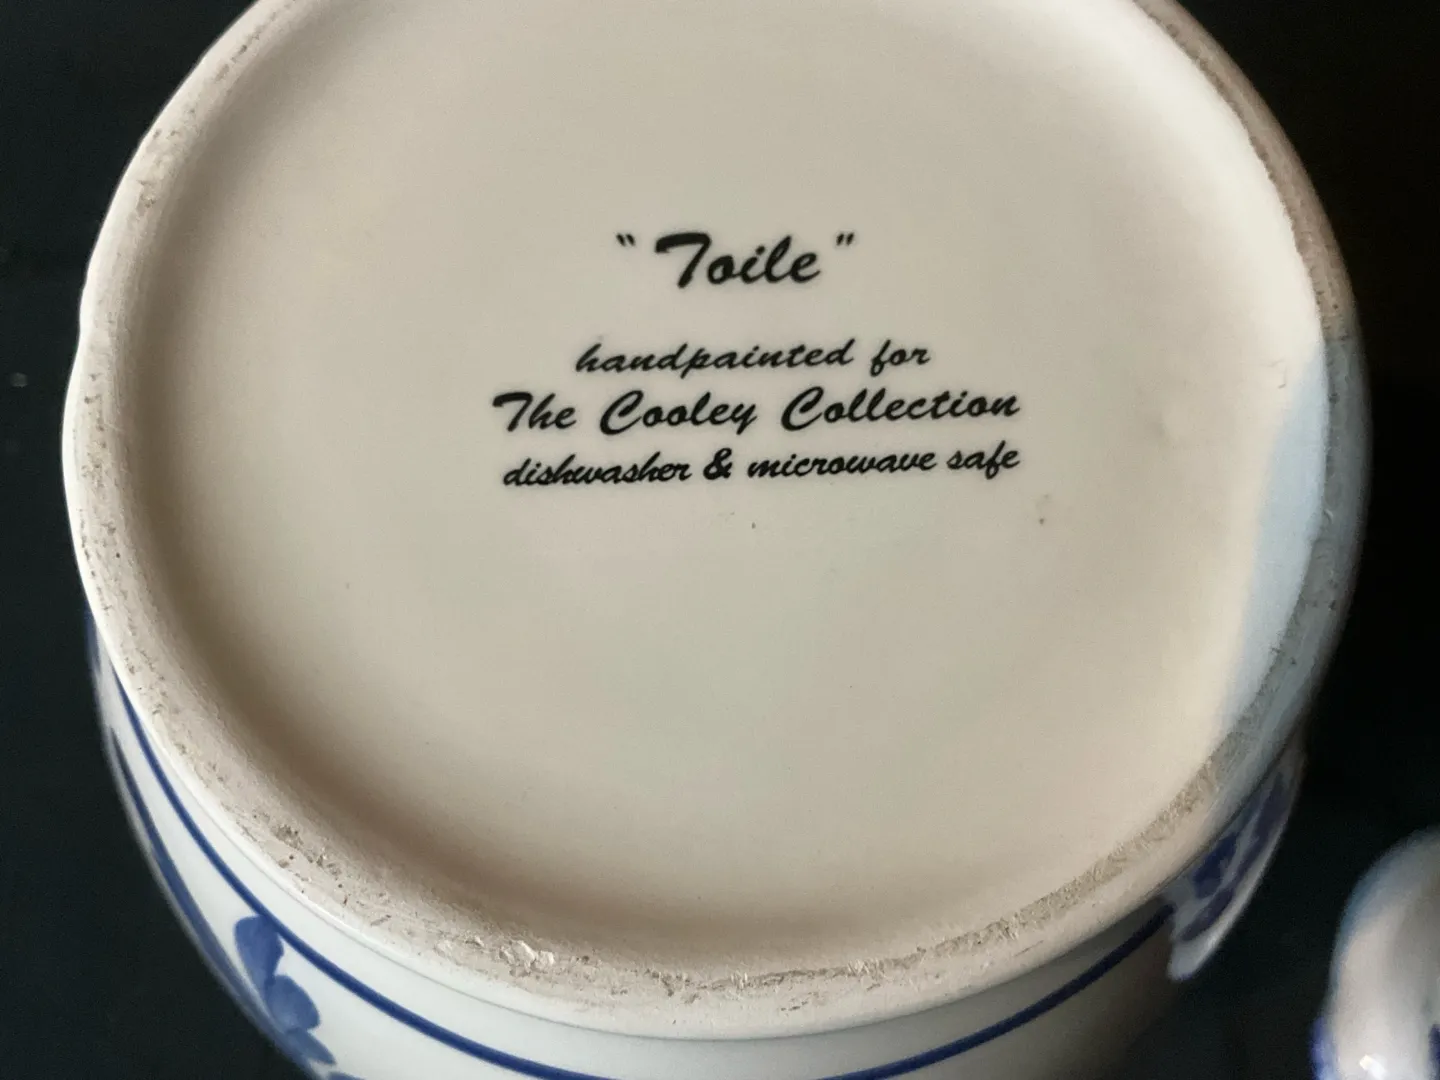 "Toile"
handpainted for
The Cooley Collection
dishwasher & microwave safe